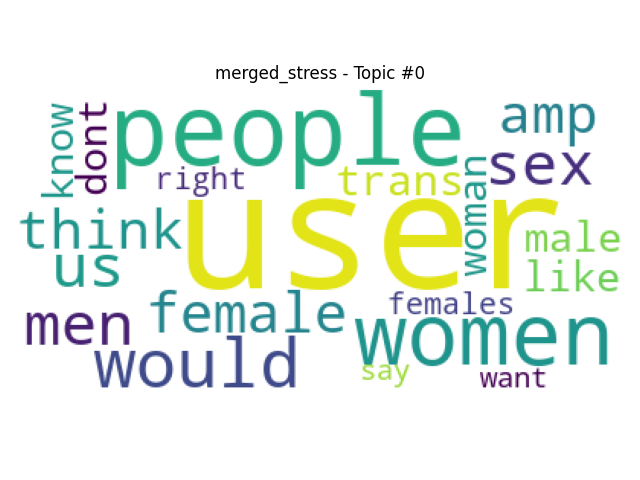 merged_stress - Topic #0
people
amp
know
dont
right
trans
sex
woman
user
think
us
male
like
men
female
females
women
would
say
want